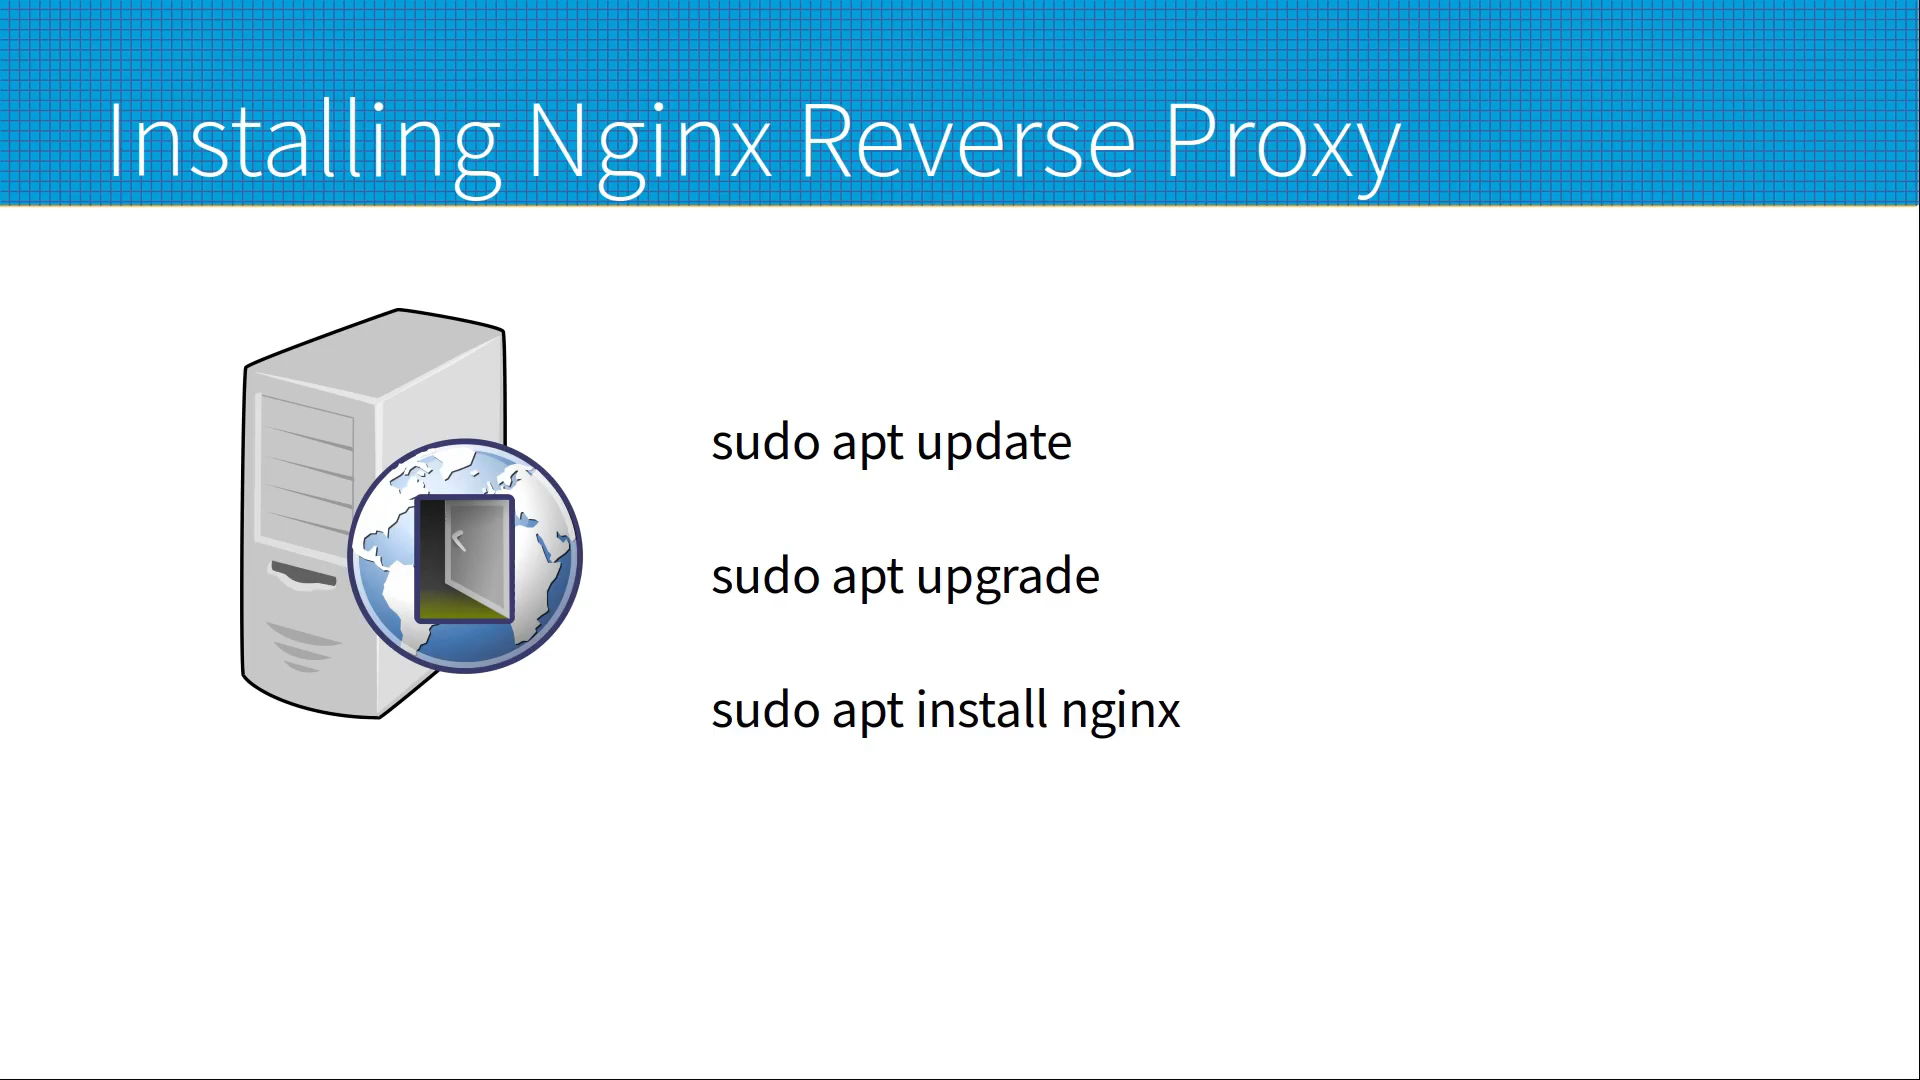 Installing Nginx Reverse Proxy
sudo apt update
sudo apt upgrade
sudo apt install nginx